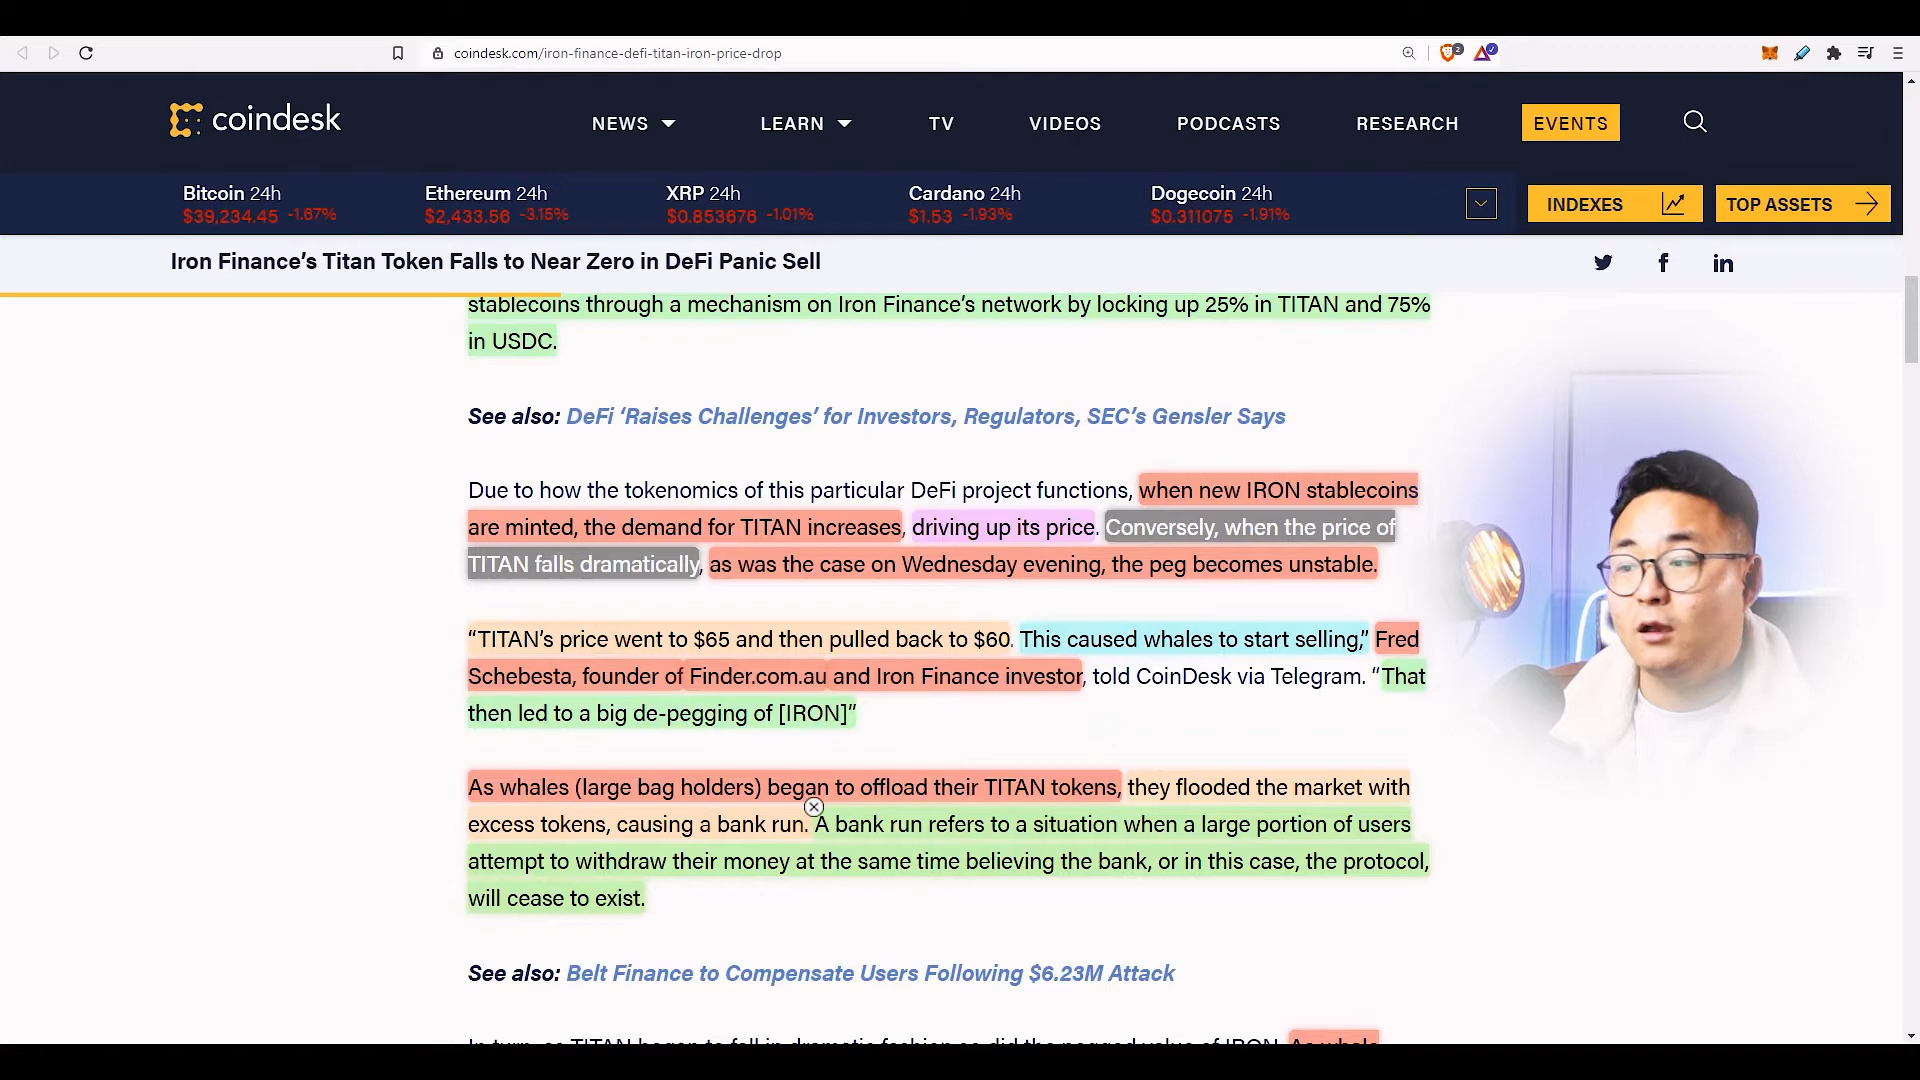 coindesk.com/iron-finance-defi-titan-iron-price-drop
2
coindesk
NEWS
LEARN
TV
VIDEOS
PODCASTS
RESEARCH
EVENTS
Bitcoin 24h
$39,234.45 -1.67%
Ethereum 24h
$2,433.56 -3.15%
XRP 24h
$0.853676 -1.01%
Cardano 24h
$1.53 -1.93%
Dogecoin 24h
$0.311075 -1.91%
INDEXES
TOP ASSETS
Iron Finance’s Titan Token Falls to Near Zero in DeFi Panic Sell
stablecoins through a mechanism on Iron Finance’s network by locking up 25% in TITAN and 75%
in USDC.
See also: DeFi ‘Raises Challenges’ for Investors, Regulators, SEC’s Gensler Says
Due to how the tokenomics of this particular DeFi project functions, when new IRON stablecoins
are minted, the demand for TITAN increases, driving up its price. Conversely, when the price of
TITAN falls dramatically, as was the case on Wednesday evening, the peg becomes unstable.
“TITAN’s price went to $65 and then pulled back to $60. This caused whales to start selling,” Fred
Schebesta, founder of Finder.com.au and Iron Finance investor, told CoinDesk via Telegram. “That
then led to a big de-pegging of [IRON]”
As whales (large bag holders) began to offload their TITAN tokens, they flooded the market with
excess tokens, causing a bank run. A bank run refers to a situation when a large portion of users
attempt to withdraw their money at the same time believing the bank, or in this case, the protocol,
will cease to exist.
See also: Belt Finance to Compensate Users Following $6.23M Attack
In turn, as TITAN began to fall in dramatic fashion so did the pegged value of IRON. As whale